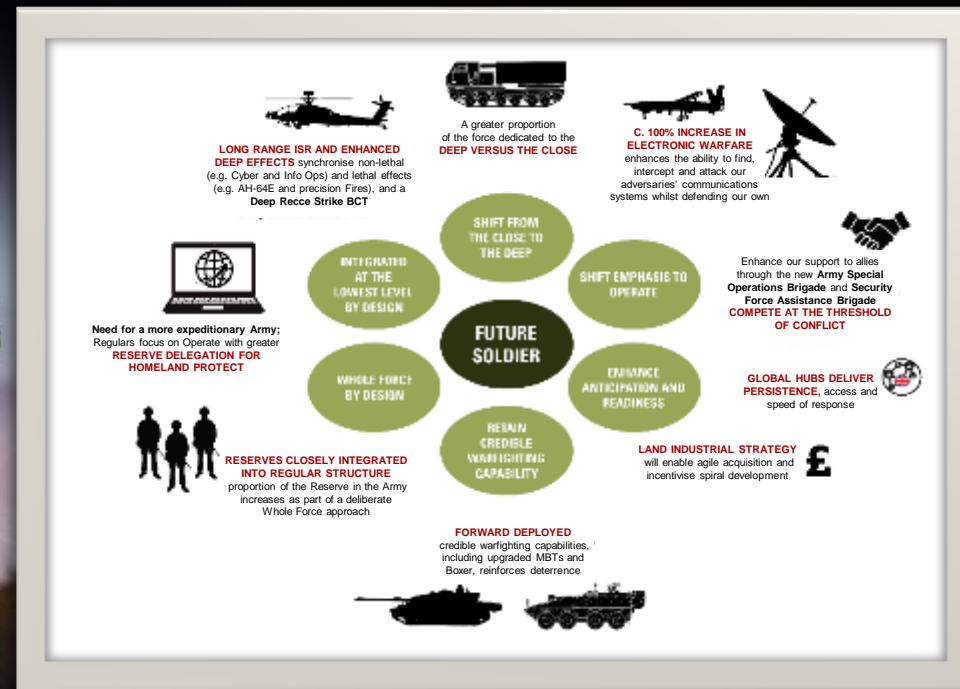 A greater proportion
of the force dedicated to the
DEEP VERSUS THE CLOSE
LONG RANGE ISR AND ENHANCED
DEEP EFFECTS synchronise non-lethal
(e.g. Cyber and Info Ops) and lethal effects
(e.g. AH-64E and precision Fires), and a
Deep Recce Strike BCT
C. 100% INCREASE IN
ELECTRONIC WARFARE
enhances the ability to find,
intercept and attack our
adversaries' communications
systems whilst defending our own
SHIFT FROM
THE CLOSE TO
THE DEEP
INTEGRATED
AT THE
LOWEST LEVEL
BY DESIGN
SHIFT EMPHASIS TO
OPERATE
Enhance our support to allies
through the new Army Special
Operations Brigade and Security
Force Assistance Brigade
COMPETE AT THE THRESHOLD
OF CONFLICT
Need for a more expeditionary Army;
Regulars focus on Operate with greater
RESERVE DELEGATION FOR
HOMELAND PROTECT
FUTURE
SOLDIER
WHOLE FORCE
BY DESIGN
ENHANCE
ANTICIPATION AND
READINESS
GLOBAL HUBS DELIVER
PERSISTENCE, access and
speed of response
RETAIN
CREDIBLE
WARFIGHTING
CAPABILITY
RESERVES CLOSELY INTEGRATED
INTO REGULAR STRUCTURE
proportion of the Reserve in the Army
increases as part of a deliberate
Whole Force approach
LAND INDUSTRIAL STRATEGY
will enable agile acquisition and
incentivise spiral development
£
FORWARD DEPLOYED
credible warfighting capabilities,
including upgraded MBTs and
Boxer, reinforces deterrence